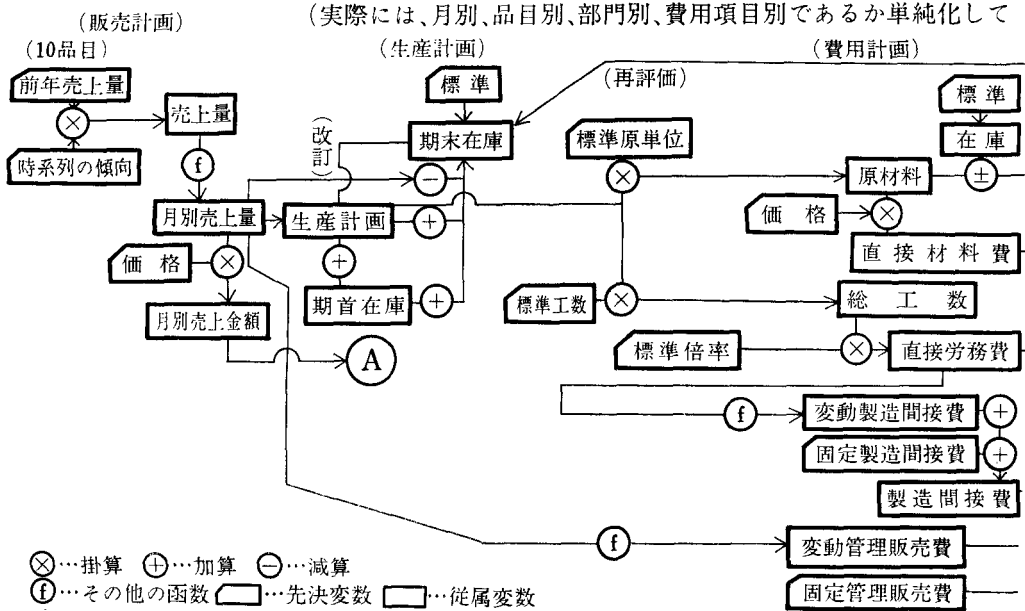 (実際には、月別、品目別、部門別、費用項目別であるか単純化して
(販売計画)
(10品目)
前年売上量
×
時系列の傾向
売上量
f
月別売上量
価格
×
月別売上金額
A
(生産計画)
標準
期末在庫
(改訂)
−
生産計画
+
+
期首在庫
+
(再評価)
(費用計画)
標準原単位
×
標準
在庫
原材料
±
価格
×
直接材料費
標準工数
×
総工数
標準倍率
×
直接労務費
f
変動製造間接費
+
固定製造間接費
+
製造間接費
f
変動管理販売費
固定管理販売費
×…掛算 +…加算 −…減算
f…その他の函数 …先決変数 …従属変数